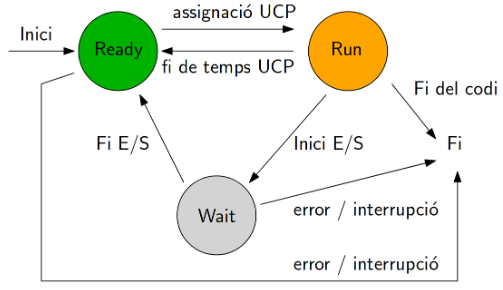 assignació UCP
Inici
Ready
Run
fi de temps UCP
Fi del codi
Fi E/S
Inici E/S
Fi
Wait
error / interrupció
error / interrupció